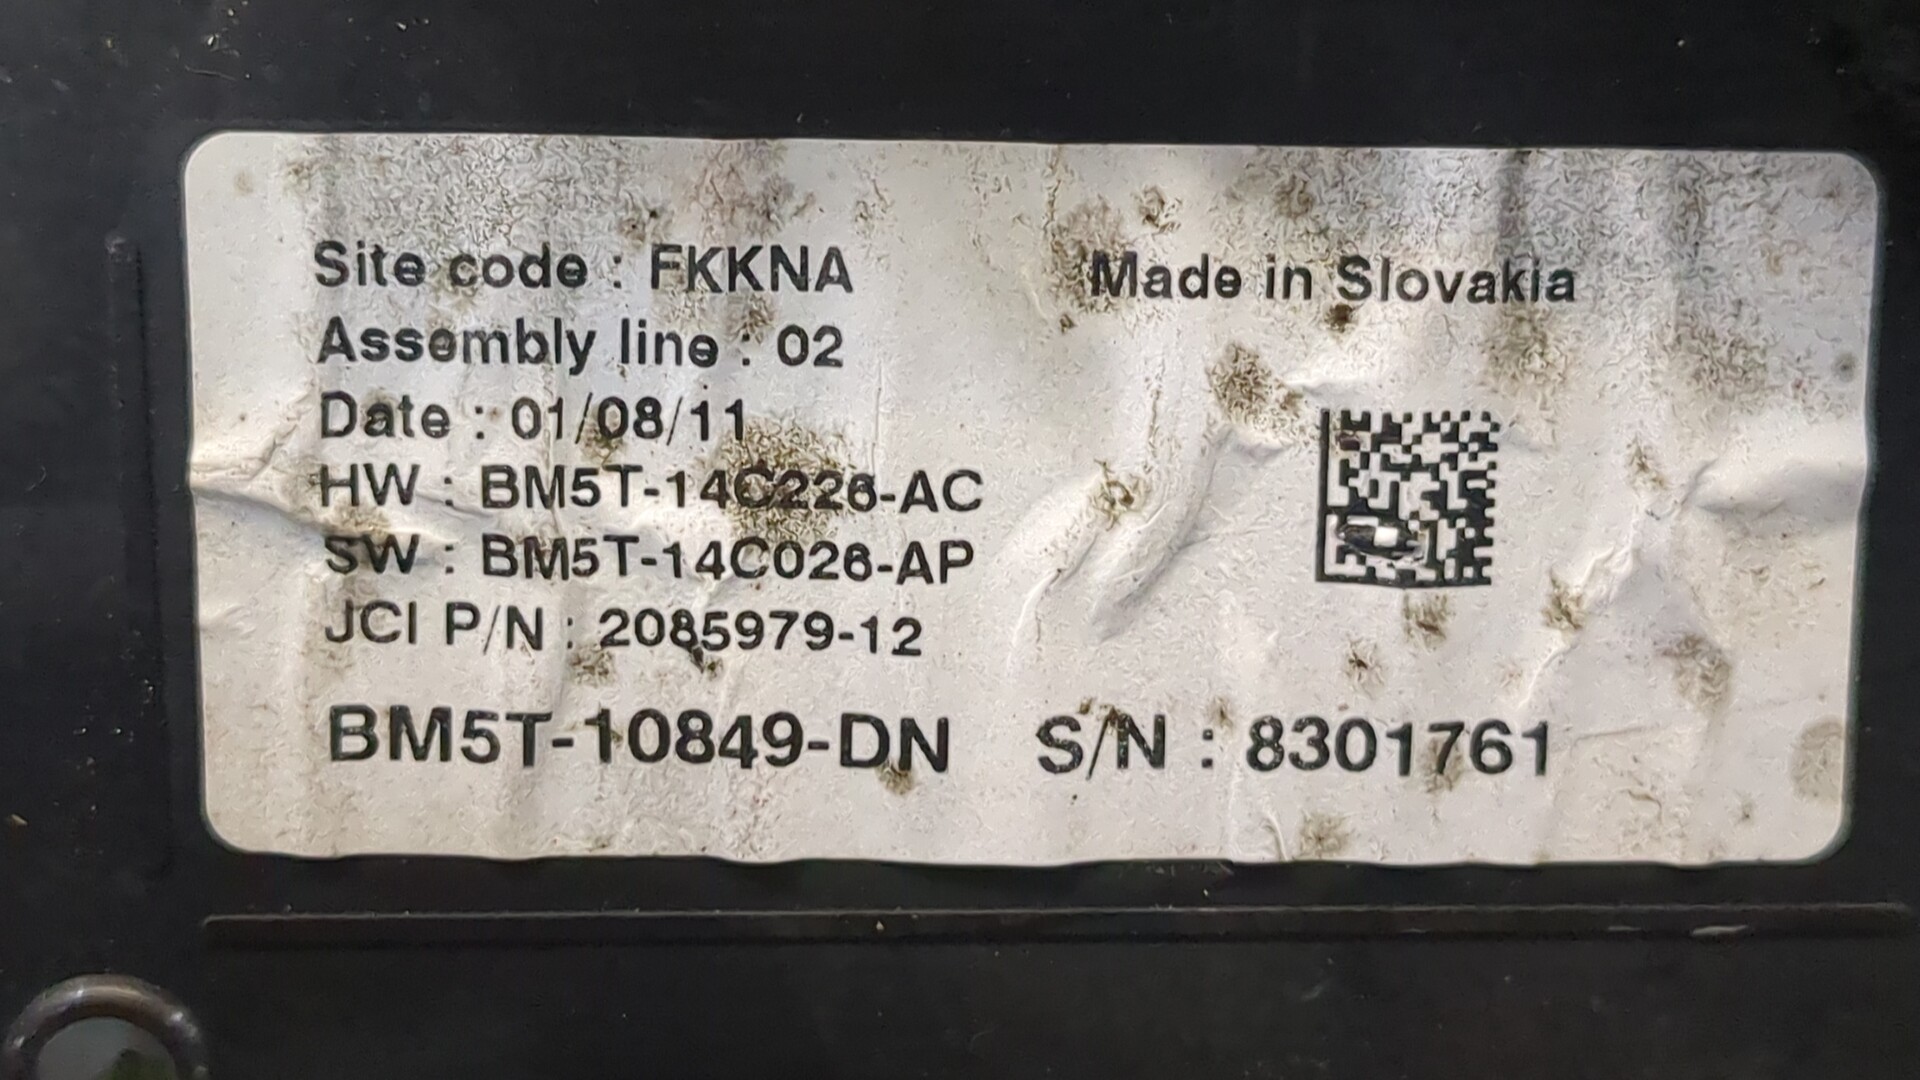 Site code : FKKNA
Made in Slovakia
Assembly line : 02
Date : 01/08/11
HW : BM5T-14C226-AC
SW : BM5T-14C026-AP
JCI P/N : 2085979-12
BM5T-10849-DN S/N : 8301761